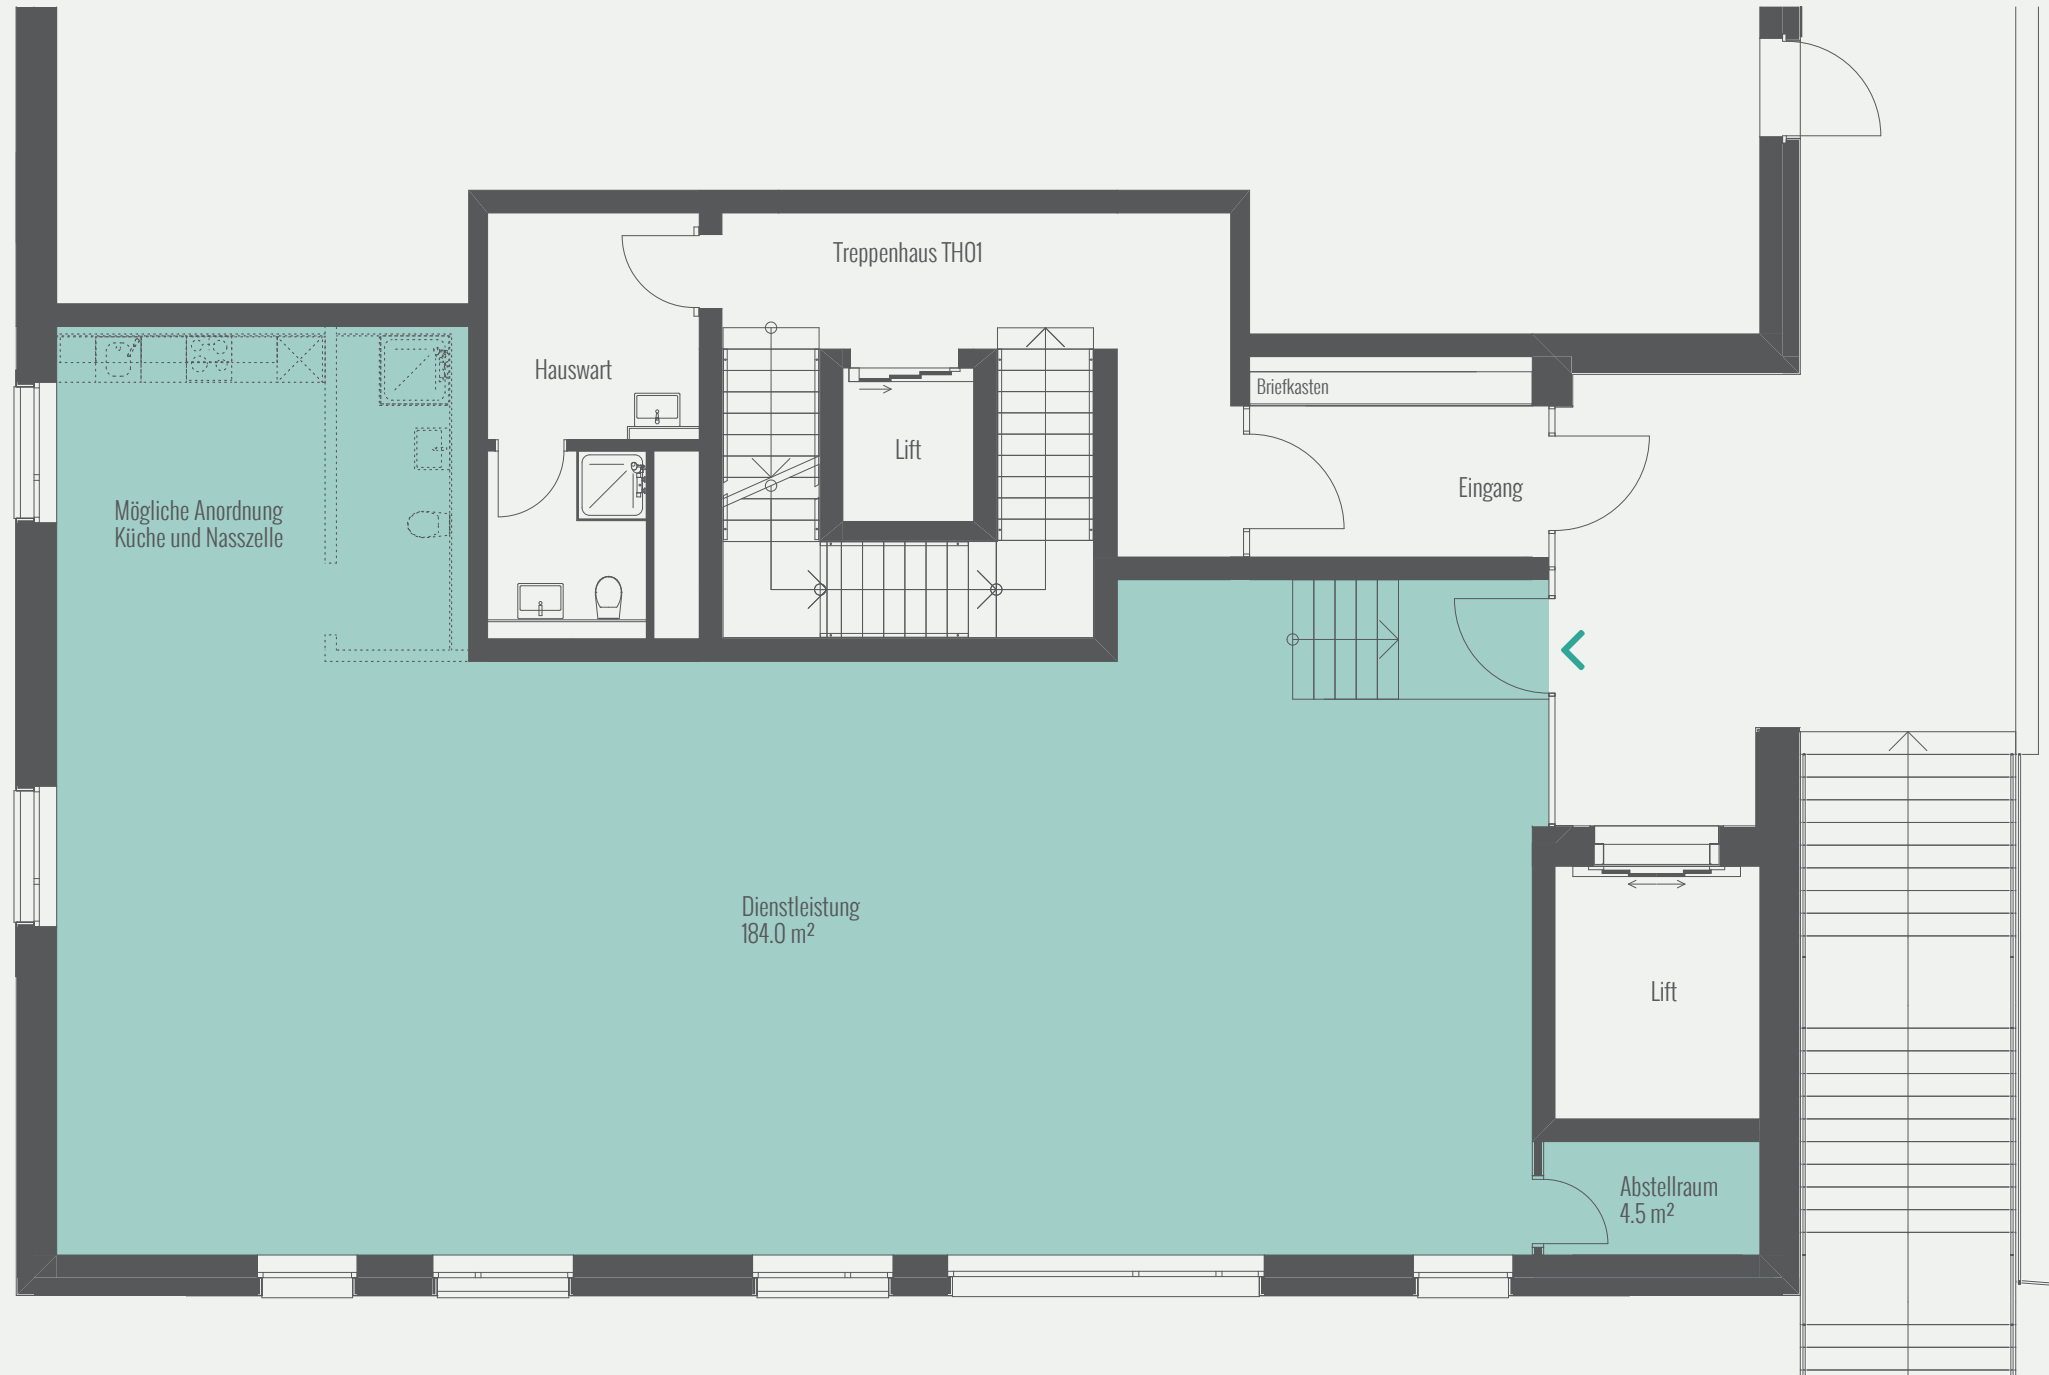 Treppenhaus TH01
Hauswart
Briefkasten
Lift
Eingang
Mögliche Anordnung
Küche und Nasszelle
Dienstleistung
184.0 m²
Lift
Abstellraum
4.5 m²